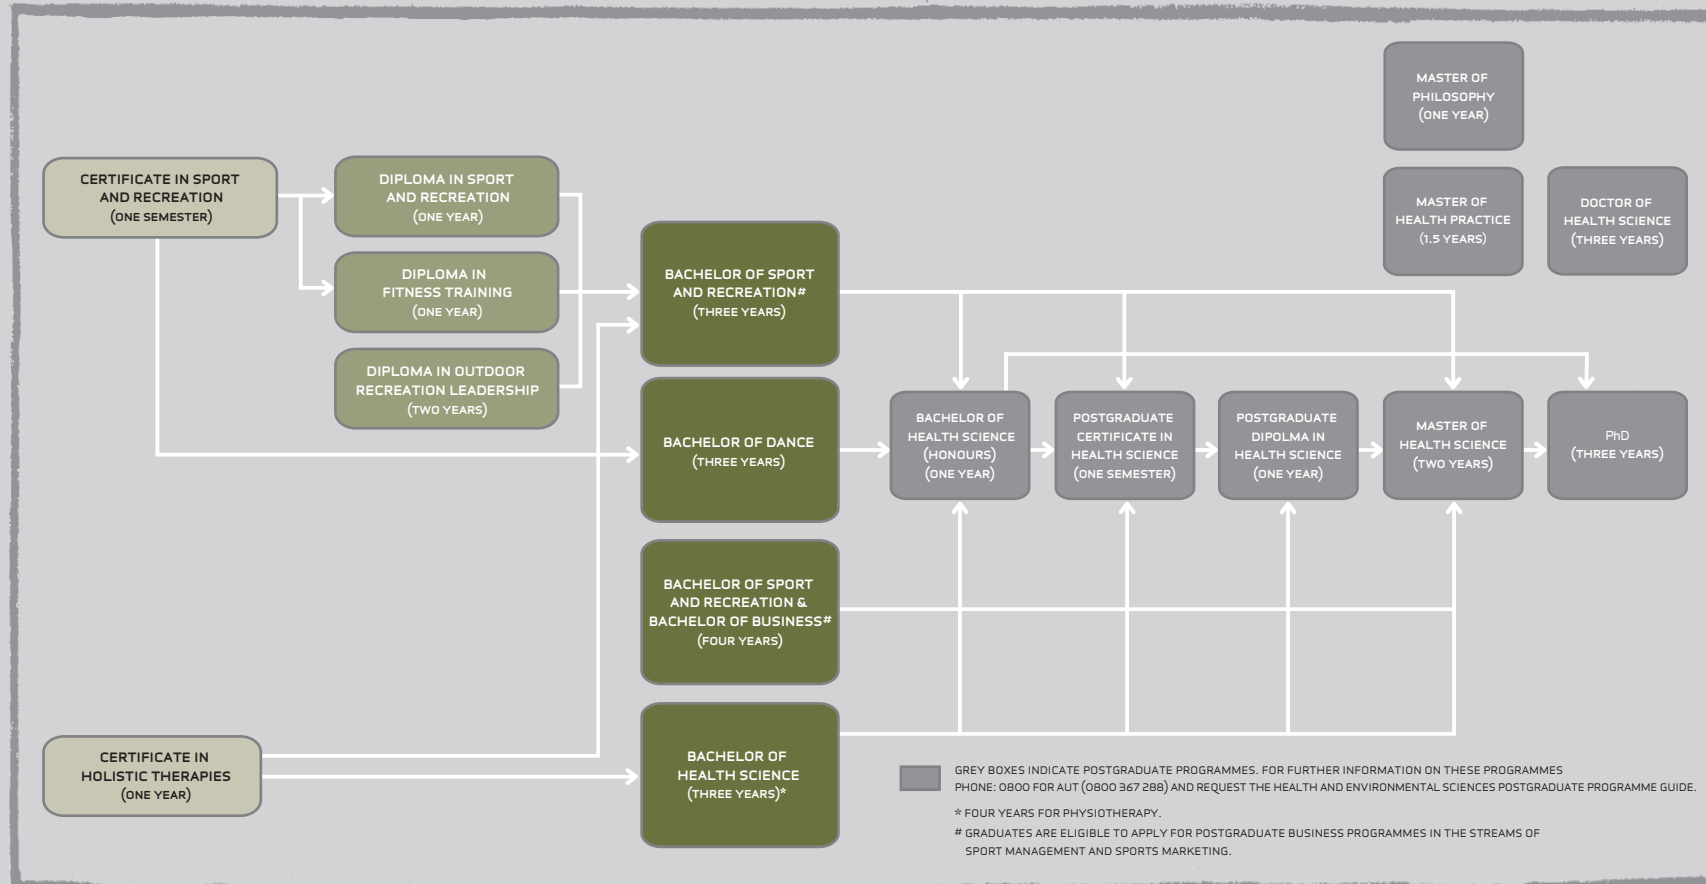 MASTER OF
PHILOSOPHY
(ONE YEAR)
CERTIFICATE IN SPORT
AND RECREATION
(ONE SEMESTER)
DIPLOMA IN SPORT
AND RECREATION
(ONE YEAR)
MASTER OF
HEALTH PRACTICE
(1.5 YEARS)
DOCTOR OF
HEALTH SCIENCE
(THREE YEARS)
DIPLOMA IN
FITNESS TRAINING
(ONE YEAR)
BACHELOR OF SPORT
AND RECREATION#
(THREE YEARS)
DIPLOMA IN OUTDOOR
RECREATION LEADERSHIP
(TWO YEARS)
BACHELOR OF DANCE
(THREE YEARS)
BACHELOR OF
HEALTH SCIENCE
(HONOURS)
(ONE YEAR)
POSTGRADUATE
CERTIFICATE IN
HEALTH SCIENCE
(ONE SEMESTER)
POSTGRADUATE
DIPOLMA IN
HEALTH SCIENCE
(ONE YEAR)
MASTER OF
HEALTH SCIENCE
(TWO YEARS)
PhD
(THREE YEARS)
BACHELOR OF SPORT
AND RECREATION &
BACHELOR OF BUSINESS#
(FOUR YEARS)
CERTIFICATE IN
HOLISTIC THERAPIES
(ONE YEAR)
BACHELOR OF
HEALTH SCIENCE
(THREE YEARS)*
GREY BOXES INDICATE POSTGRADUATE PROGRAMMES. FOR FURTHER INFORMATION ON THESE PROGRAMMES
PHONE: 0800 FOR AUT (0800 367 288) AND REQUEST THE HEALTH AND ENVIRONMENTAL SCIENCES POSTGRADUATE PROGRAMME GUIDE.
* FOUR YEARS FOR PHYSIOTHERAPY.
# GRADUATES ARE ELIGIBLE TO APPLY FOR POSTGRADUATE BUSINESS PROGRAMMES IN THE STREAMS OF
SPORT MANAGEMENT AND SPORTS MARKETING.